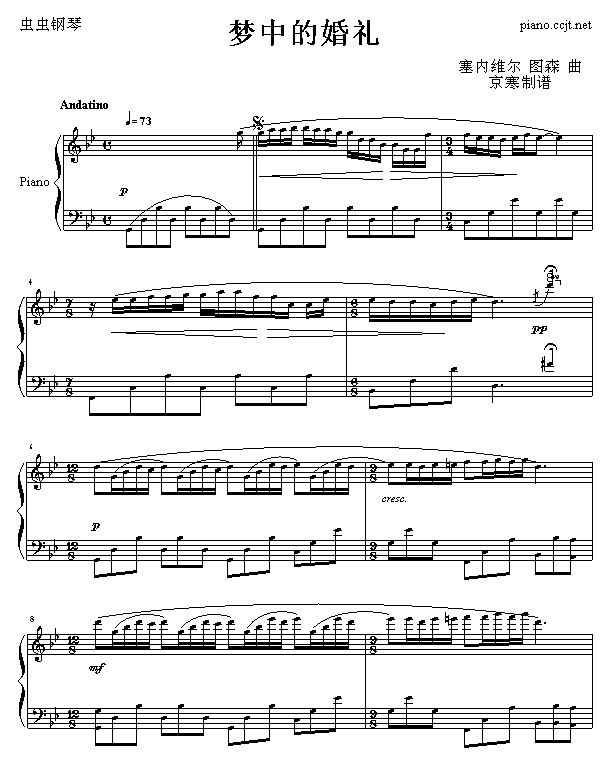 虫虫钢琴
梦中的婚礼
piano.ccjt.net
塞内维尔 图森 曲
京寒制谱
Andatino
♩= 73
Piano
p
4
pp
6
p
cresc.
8
mf